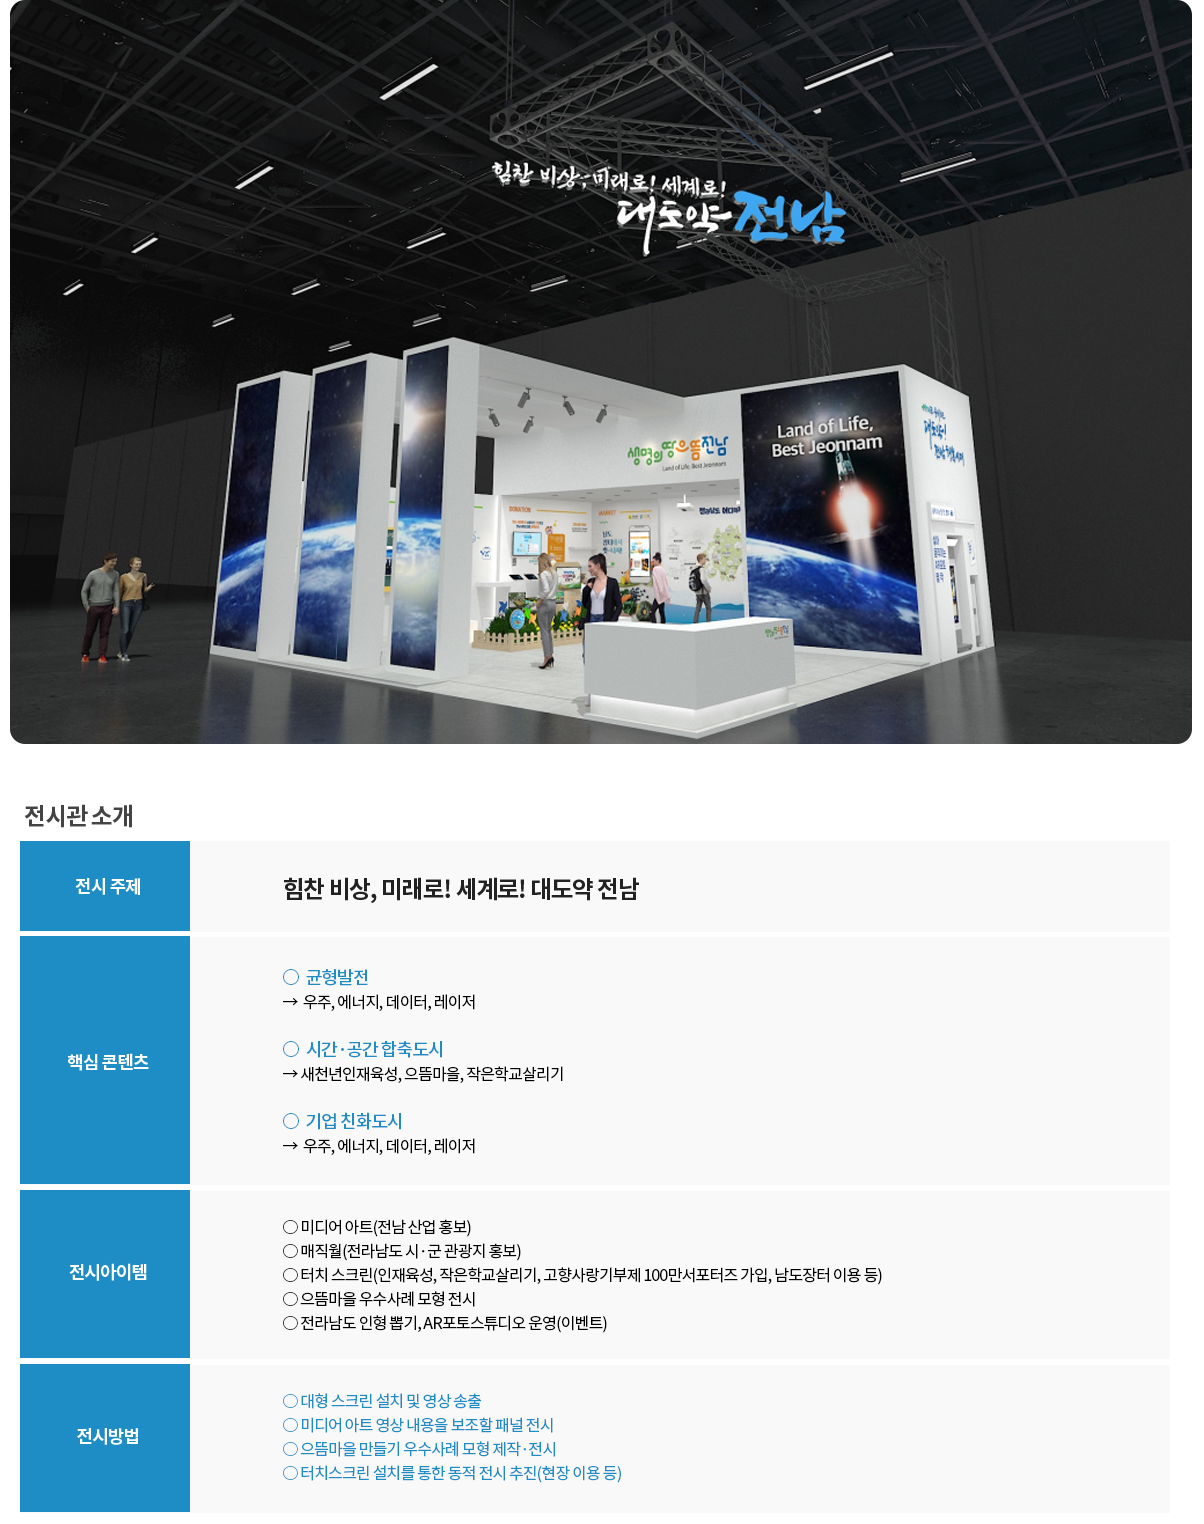 힘찬 비상, 미래로! 세계로!
대도약 전남
생명의땅으뜸전남
Land of Life, Best Jeonnam
Land of Life,
Best Jeonnam
대도약!
전남 행복시대
DONATION
MARKET
전시관 소개
전시 주제
힘찬 비상, 미래로! 세계로! 대도약 전남
핵심 콘텐츠
○ 균형발전
→ 우주, 에너지, 데이터, 레이저
○ 시간·공간 합축도시
→ 새천년인재육성, 으뜸마을, 작은학교살리기
○ 기업 친화도시
→ 우주, 에너지, 데이터, 레이저
전시아이템
○ 미디어 아트(전남 산업 홍보)
○ 매직월(전라남도 시·군 관광지 홍보)
○ 터치 스크린(인재육성, 작은학교살리기, 고향사랑기부제 100만서포터즈 가입, 남도장터 이용 등)
○ 으뜸마을 우수사례 모형 전시
○ 전라남도 인형 뽑기, AR포토스튜디오 운영(이벤트)
전시방법
○ 대형 스크린 설치 및 영상 송출
○ 미디어 아트 영상 내용을 보조할 패널 전시
○ 으뜸마을 만들기 우수사례 모형 제작·전시
○ 터치스크린 설치를 통한 동적 전시 추진(현장 이용 등)